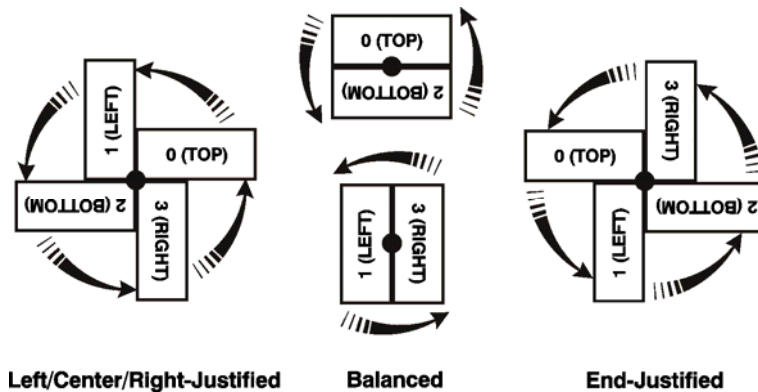 1 (LEFT)
0 (TOP)
2 (BOTTOM)
3 (RIGHT)
0 (TOP)
2 (BOTTOM)
1 (LEFT)
3 (RIGHT)
3 (RIGHT)
0 (TOP)
2 (BOTTOM)
1 (LEFT)
Left/Center/Right-Justified
Balanced
End-Justified